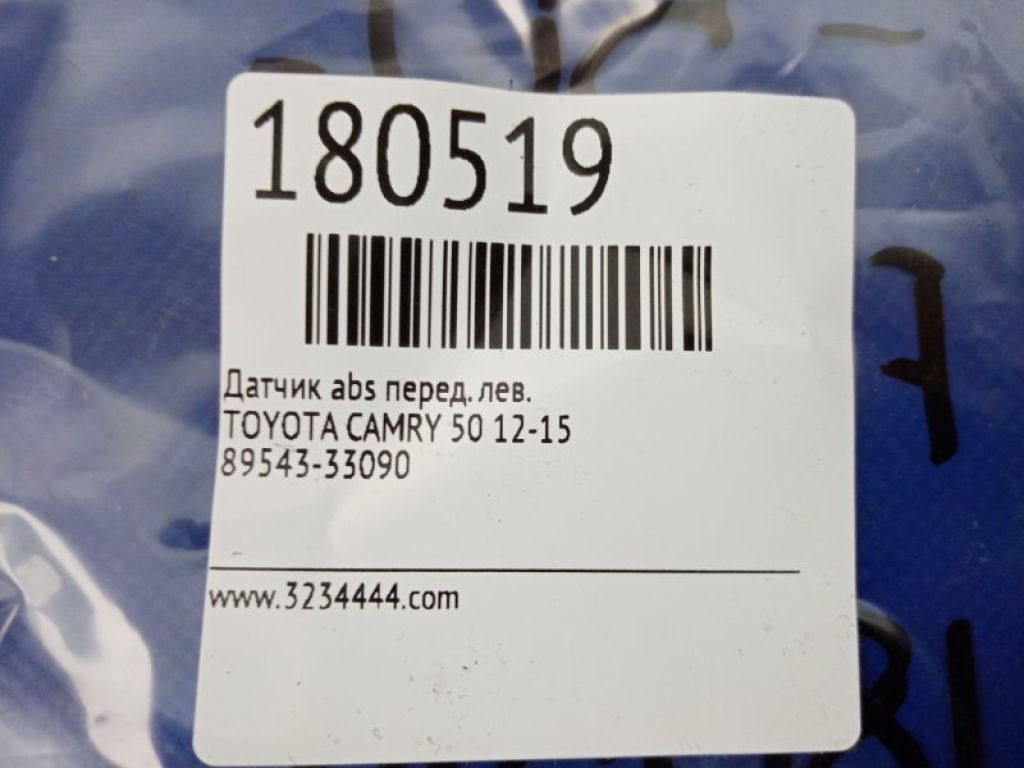 180519
Датчик abs перед. лев.
TOYOTA CAMRY 50 12-15
89543-33090
www.3234444.com